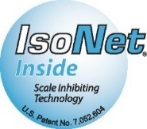 IsoNet®
Inside
Scale Inhibiting
Technology
U.S. Patent No. 7,052,604